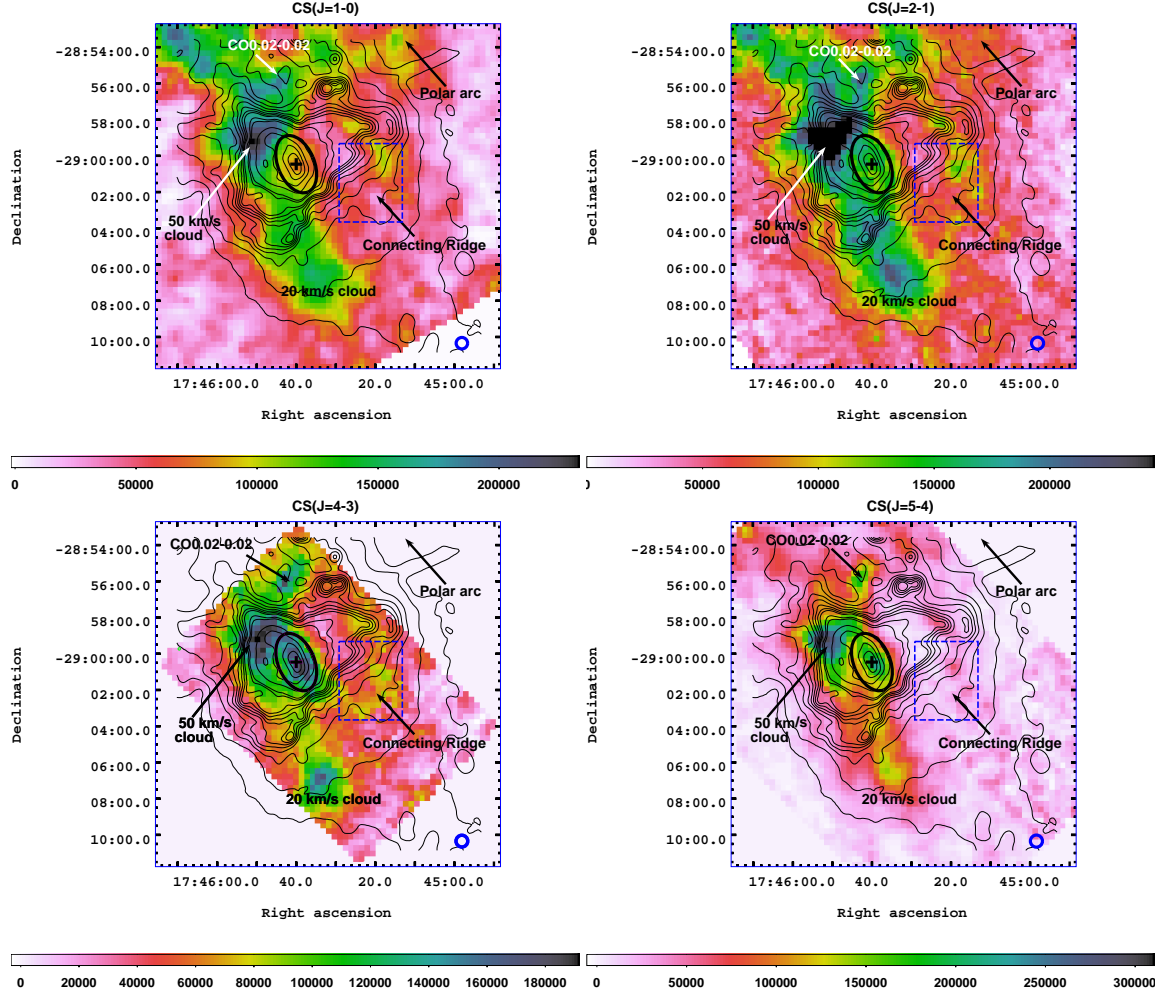 CS(J=1-0)
CO0.02-0.02
Polar arc
50 km/s
cloud
Connecting Ridge
20 km/s cloud
Declination
-28:54:00.0
56:00.0
58:00.0
-29:00:00.0
02:00.0
04:00.0
06:00.0
08:00.0
10:00.0
17:46:00.0 40.0 20.0 45:00.0
Right ascension
0 50000 100000 150000 200000
CS(J=2-1)
CO0.02-0.02
Polar arc
50 km/s
cloud
Connecting Ridge
20 km/s cloud
Declination
-28:54:00.0
56:00.0
58:00.0
-29:00:00.0
02:00.0
04:00.0
06:00.0
08:00.0
10:00.0
17:46:00.0 40.0 20.0 45:00.0
Right ascension
0 50000 100000 150000 200000
CS(J=4-3)
CO0.02-0.02
Polar arc
50 km/s
cloud
Connecting Ridge
20 km/s cloud
Declination
-28:54:00.0
56:00.0
58:00.0
-29:00:00.0
02:00.0
04:00.0
06:00.0
08:00.0
10:00.0
17:46:00.0 40.0 20.0 45:00.0
Right ascension
0 20000 40000 60000 80000 100000 120000 140000 160000 180000
CS(J=5-4)
CO0.02-0.02
Polar arc
50 km/s
cloud
Connecting Ridge
20 km/s cloud
Declination
-28:54:00.0
56:00.0
58:00.0
-29:00:00.0
02:00.0
04:00.0
06:00.0
08:00.0
10:00.0
17:46:00.0 40.0 20.0 45:00.0
Right ascension
0 50000 100000 150000 200000 250000 300000